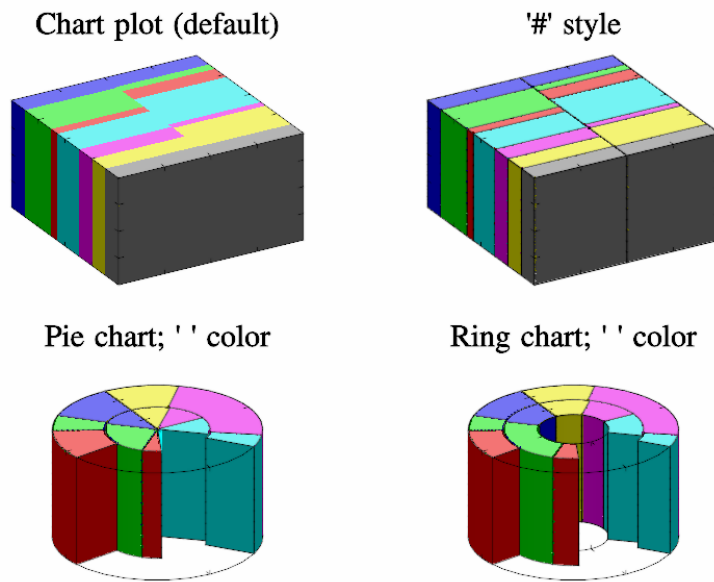 Chart plot (default)
'#' style
Pie chart; ' ' color
Ring chart; ' ' color